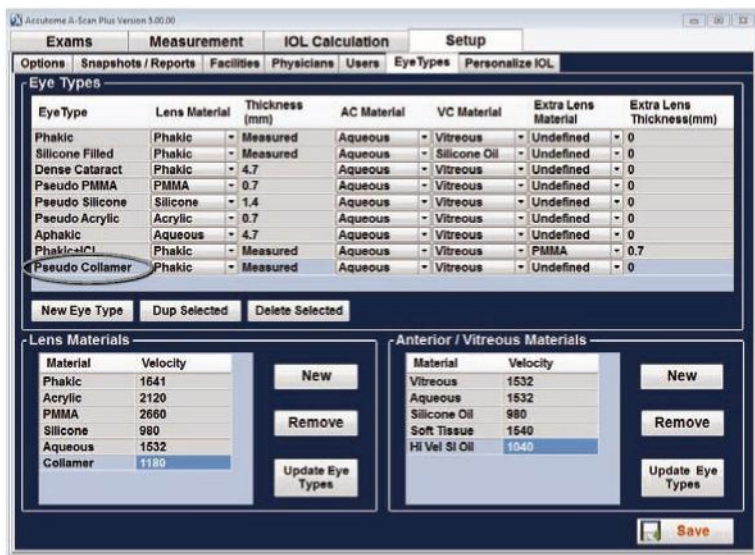 Accutome A-Scan Plus Version 5.00.00
Exams Measurement IOL Calculation Setup
Options Snapshots / Reports Facilities Physicians Users EyeTypes Personalize IOL
Eye Types
EyeType Lens Material Thickness (mm) AC Material VC Material Extra Lens Material Extra Lens Thickness(mm)
Phakic Phakic Measured Aqueous Vitreous Undefined 0
Silicone Filled Phakic Measured Aqueous Silicone Oil Undefined 0
Dense Cataract Phakic 4.7 Aqueous Vitreous Undefined 0
Pseudo PMMA PMMA 0.7 Aqueous Vitreous Undefined 0
Pseudo Silicone Silicone 1.4 Aqueous Vitreous Undefined 0
Pseudo Acrylic Acrylic 0.7 Aqueous Vitreous Undefined 0
Aphakic Aqueous 4.7 Aqueous Vitreous Undefined 0
Phakic+ICL Phakic Measured Aqueous Vitreous PMMA 0.7
Pseudo Collamer Phakic Measured Aqueous Vitreous Undefined 0
New Eye Type Dup Selected Delete Selected
Lens Materials
Material Velocity
Phakic 1641
Acrylic 2120
PMMA 2660
Silicone 980
Aqueous 1532
Collamer 1180
New
Remove
Update Eye
Types
Anterior / Vitreous Materials
Material Velocity
Vitreous 1532
Aqueous 1532
Silicone Oil 980
Soft Tissue 1540
Hi Vel Sl Oil 1040
New
Remove
Update Eye
Types
Save